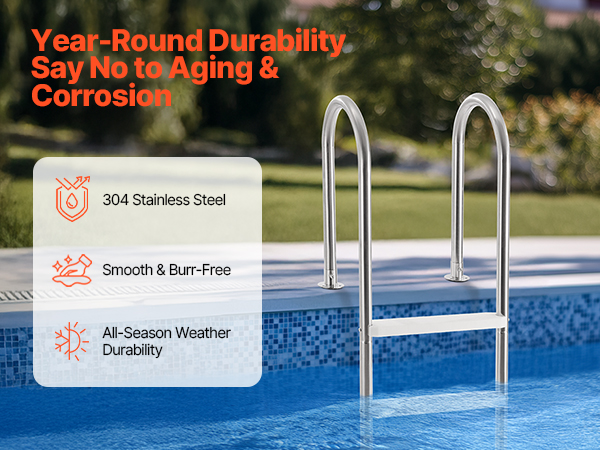 Year-Round Durability
Say No to Aging &
Corrosion
304 Stainless Steel
Smooth & Burr-Free
All-Season Weather
Durability